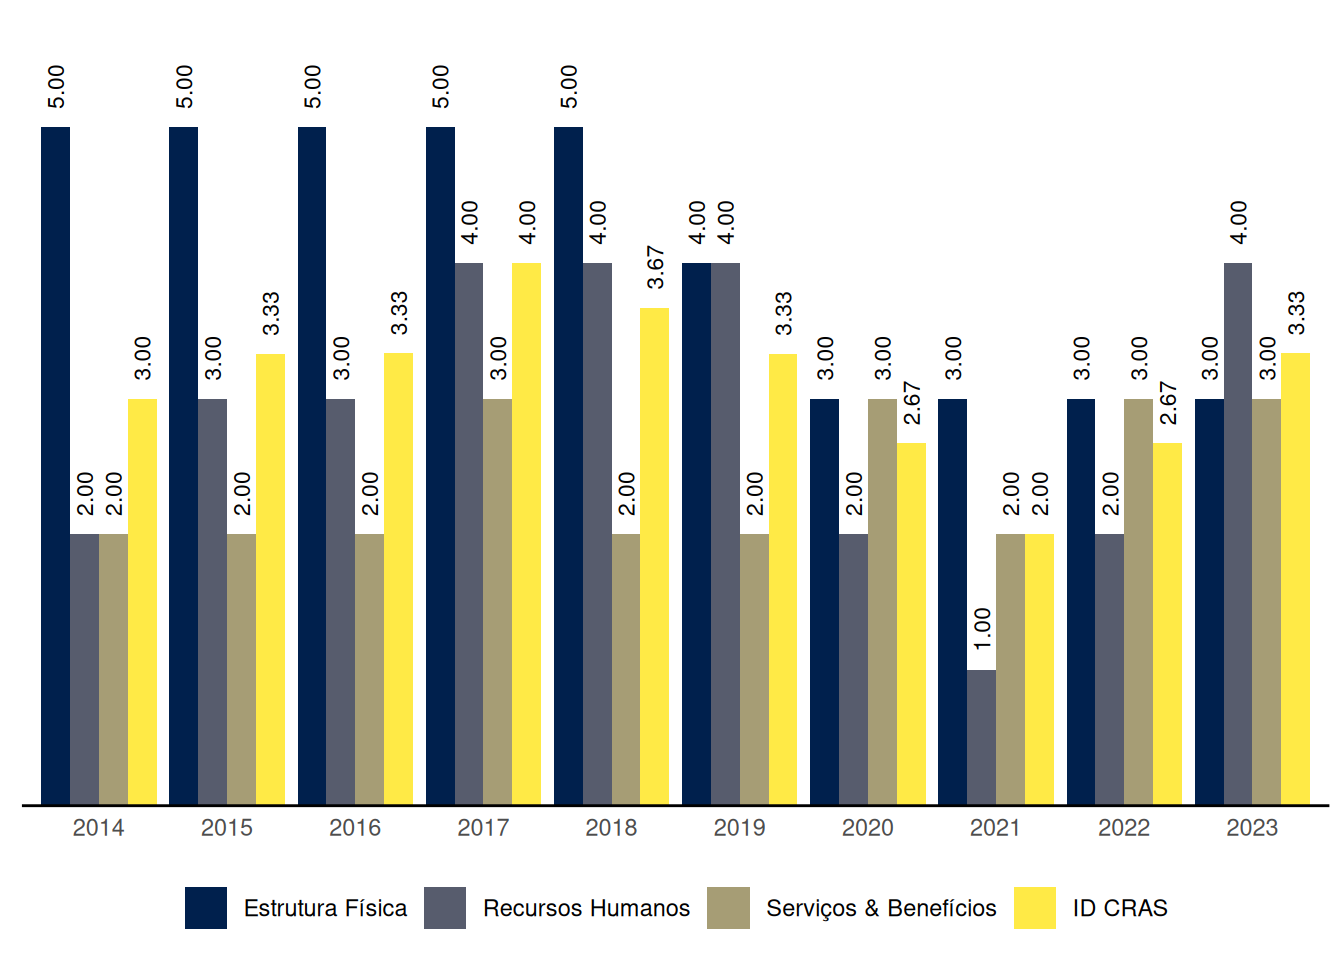 5.00 2.00 2.00 3.00 5.00 3.00 2.00 3.33 5.00 3.00 2.00 3.33 5.00 4.00 3.00 4.00 5.00 4.00 2.00 3.67 4.00 4.00 2.00 3.33 3.00 2.00 3.00 2.67 3.00 1.00 2.00 2.00 3.00 2.00 3.00 2.67 3.00 4.00 3.00 3.33
2014 2015 2016 2017 2018 2019 2020 2021 2022 2023
Estrutura Física Recursos Humanos Serviços & Benefícios ID CRAS